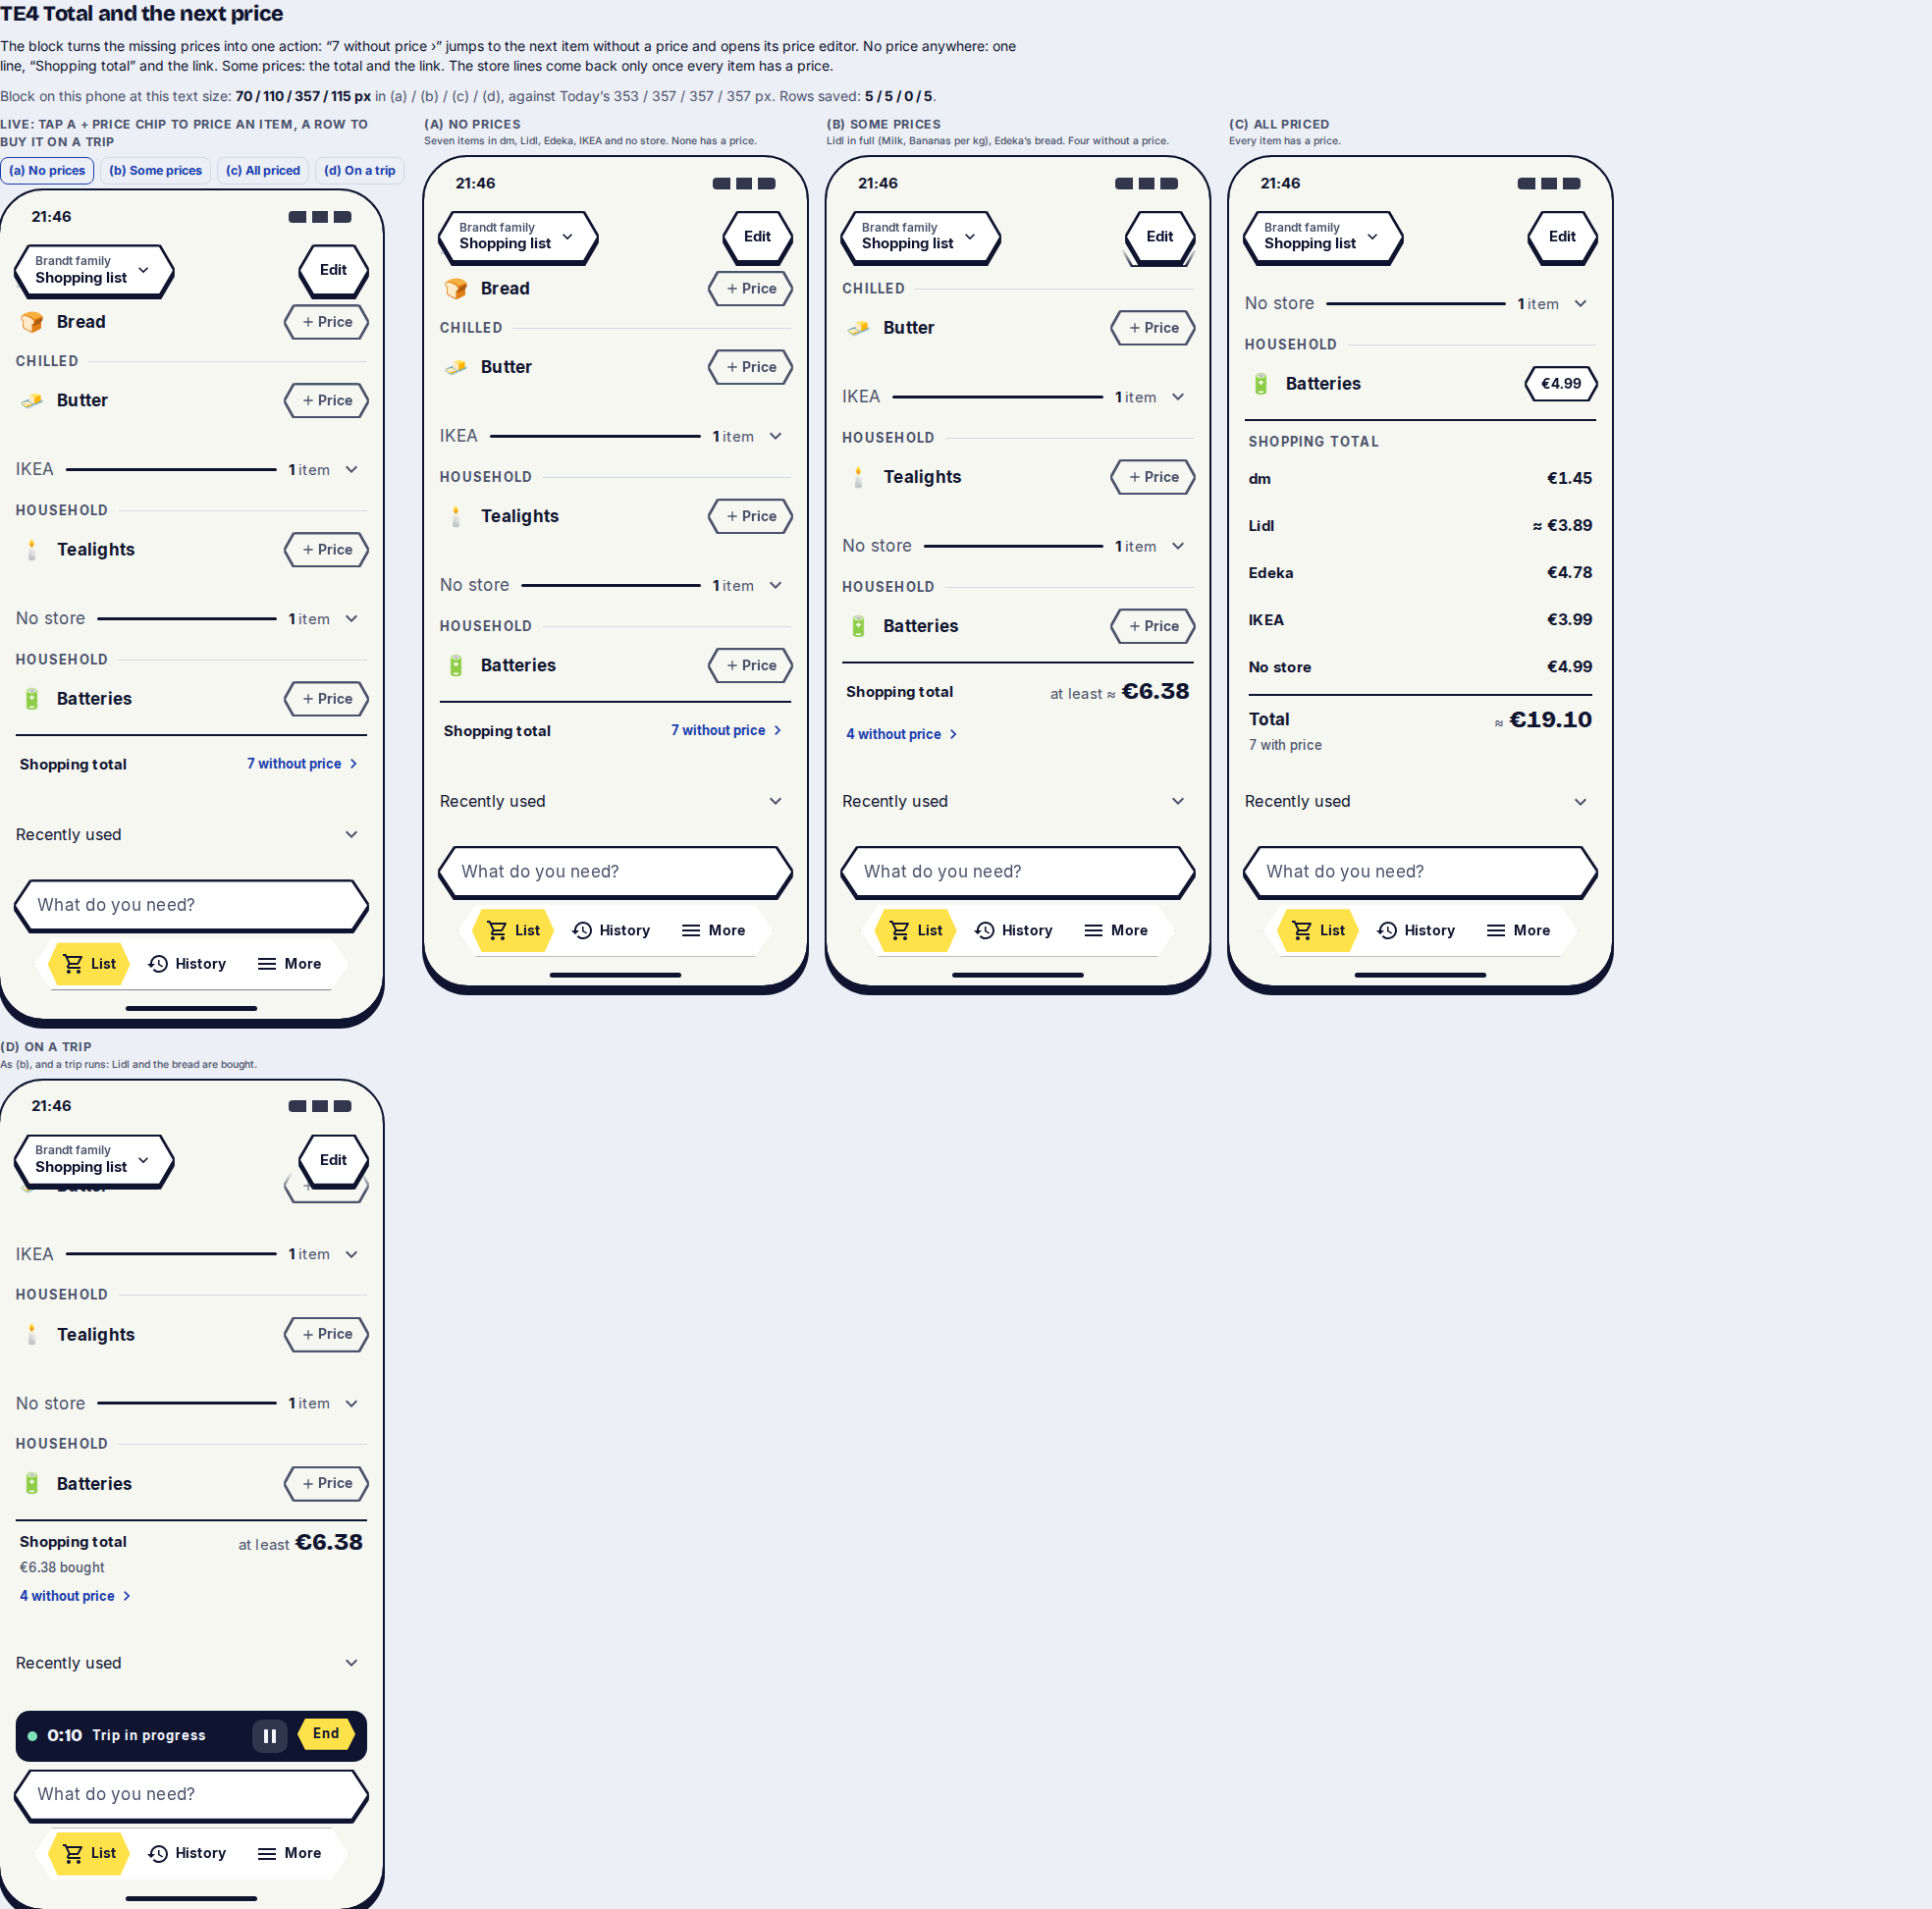 TE4 Total and the next price
The block turns the missing prices into one action: “7 without price ›” jumps to the next item without a price and opens its price editor. No price anywhere: one
line, “Shopping total” and the link. Some prices: the total and the link. The store lines come back only once every item has a price.
Block on this phone at this text size: 70 / 110 / 357 / 115 px in (a) / (b) / (c) / (d), against Today’s 353 / 357 / 357 / 357 px. Rows saved: 5 / 5 / 0 / 5.
LIVE: TAP A + PRICE CHIP TO PRICE AN ITEM, A ROW TO
BUY IT ON A TRIP
(a) No prices
(b) Some prices
(c) All priced
(d) On a trip
21:46
Brandt family
Shopping list
Edit
Bread
+ Price
CHILLED
Butter
+ Price
IKEA
1 item
HOUSEHOLD
Tealights
+ Price
No store
1 item
HOUSEHOLD
Batteries
+ Price
Shopping total
7 without price ›
Recently used
What do you need?
List
History
More
(A) NO PRICES
Seven items in dm, Lidl, Edeka, IKEA and no store. None has a price.
21:46
Brandt family
Shopping list
Edit
Bread
+ Price
CHILLED
Butter
+ Price
IKEA
1 item
HOUSEHOLD
Tealights
+ Price
No store
1 item
HOUSEHOLD
Batteries
+ Price
Shopping total
7 without price ›
Recently used
What do you need?
List
History
More
(B) SOME PRICES
Lidl in full (Milk, Bananas per kg), Edeka’s bread. Four without a price.
21:46
Brandt family
Shopping list
Edit
CHILLED
Butter
+ Price
IKEA
1 item
HOUSEHOLD
Tealights
+ Price
No store
1 item
HOUSEHOLD
Batteries
+ Price
Shopping total
at least ≈ €6.38
4 without price ›
Recently used
What do you need?
List
History
More
(C) ALL PRICED
Every item has a price.
21:46
Brandt family
Shopping list
Edit
No store
1 item
HOUSEHOLD
Batteries
€4.99
SHOPPING TOTAL
dm
€1.45
Lidl
≈ €3.89
Edeka
€4.78
IKEA
€3.99
No store
€4.99
Total
≈ €19.10
7 with price
Recently used
What do you need?
List
History
More
(D) ON A TRIP
As (b), and a trip runs: Lidl and the bread are bought.
21:46
Brandt family
Shopping list
Edit
IKEA
1 item
HOUSEHOLD
Tealights
+ Price
No store
1 item
HOUSEHOLD
Batteries
+ Price
Shopping total
at least €6.38
€6.38 bought
4 without price ›
Recently used
0:10 Trip in progress
End
What do you need?
List
History
More